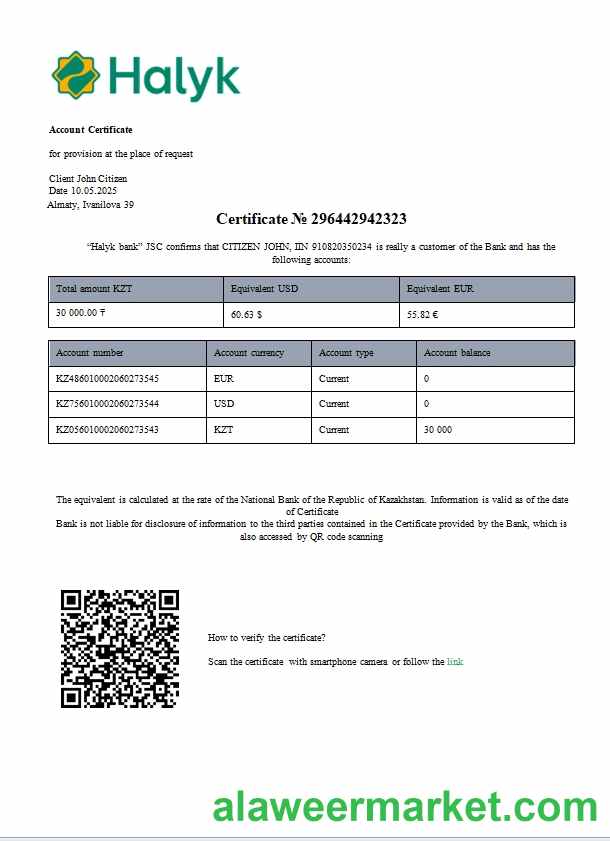 Halyk
Account Certificate
for provision at the place of request
Client John Citizen
Date 10.05.2025
Almaty, Ivanilova 39
Certificate № 296442942323
“Halyk bank” JSC confirms that CITIZEN JOHN, IIN 910820350234 is really a customer of the Bank and has the
following accounts:
Total amount KZT Equivalent USD Equivalent EUR
30 000.00 ₸ 60.63 $ 55.82 €
Account number Account currency Account type Account balance
KZ486010002060273545 EUR Current 0
KZ756010002060273544 USD Current 0
KZ056010002060273543 KZT Current 30 000
The equivalent is calculated at the rate of the National Bank of the Republic of Kazakhstan. Information is valid as of the date
of Certificate
Bank is not liable for disclosure of information to the third parties contained in the Certificate provided by the Bank, which is
also accessed by QR code scanning
How to verify the certificate?
Scan the certificate with smartphone camera or follow the link
alaweermarket.com